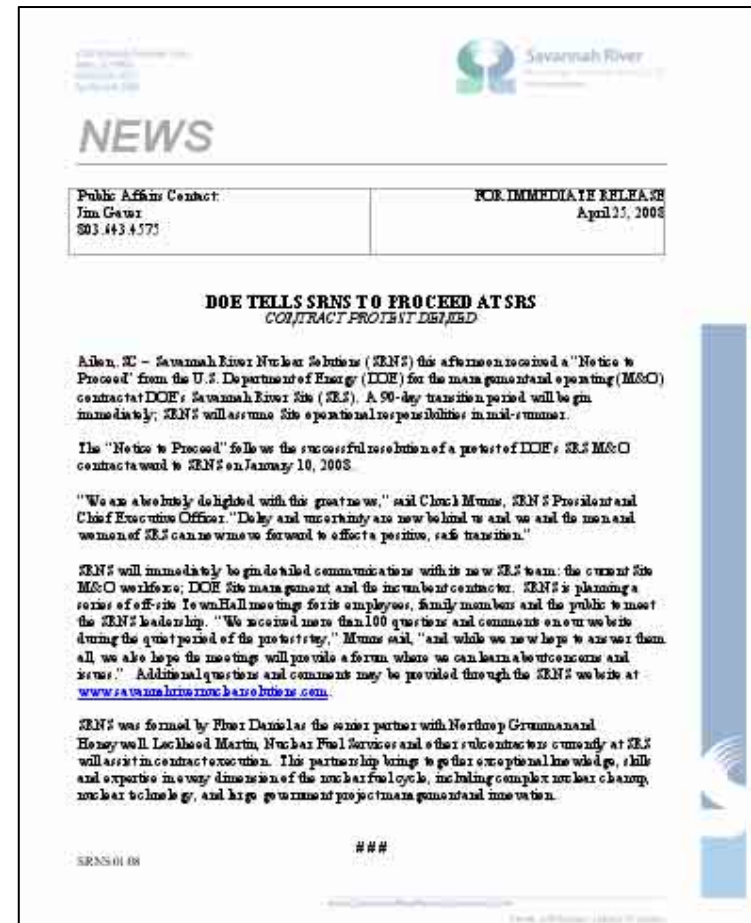 Savannah River
NEWS
Public Affairs Contact:
Jim Gaver
803.643.4575
FOR IMMEDIATE RELEASE
April 25, 2008
DOE TELLS SRNS TO PROCEED AT SRS
CONTRACT PROTEST DENIED
Aiken, SC – Savannah River Nuclear Solutions (SRNS) this afternoon received a "Notice to
Proceed" from the U.S. Department of Energy (DOE) for the management and operating (M&O)
contract at DOE's Savannah River Site (SRS). A 90-day transition period will begin
immediately; SRNS will assume Site operational responsibilities in mid-summer.
The "Notice to Proceed" follows the successful resolution of a protest of DOE's SRS M&O
contract award to SRNS on January 10, 2008.
"We are absolutely delighted with this great news," said Chuck Munns, SRNS President and
Chief Executive Officer. "Delay and uncertainty are now behind us and we and the men and
women of SRS can now move forward to effect a positive, safe transition."
SRNS will immediately begin detailed communications with its new SRS team: the current Site
M&O workforce; DOE Site management; and the incumbent contractor. SRNS is planning a
series of off-site Town Hall meetings for its employees, family members and the public to meet
the SRNS leadership. "We received more than 100 questions and comments on our website
during the quiet period of the protest stay," Munns said, "and while we now hope to answer them
all, we also hope the meetings will provide a forum where we can learn about concerns and
issues." Additional questions and comments may be provided through the SRNS website at
www.savannahrivernuclearsolutions.com.
SRNS was formed by Fluor Daniel as the senior partner with Northrop Grumman and
Honeywell. Lockheed Martin, Nuclear Fuel Services and other subcontractors currently at SRS
will assist in contract execution. This partnership brings together exceptional knowledge, skills
and expertise in every dimension of the nuclear fuel cycle, including complex nuclear cleanup,
nuclear technology, and large government project management and innovation.
###
SRNS 01 08